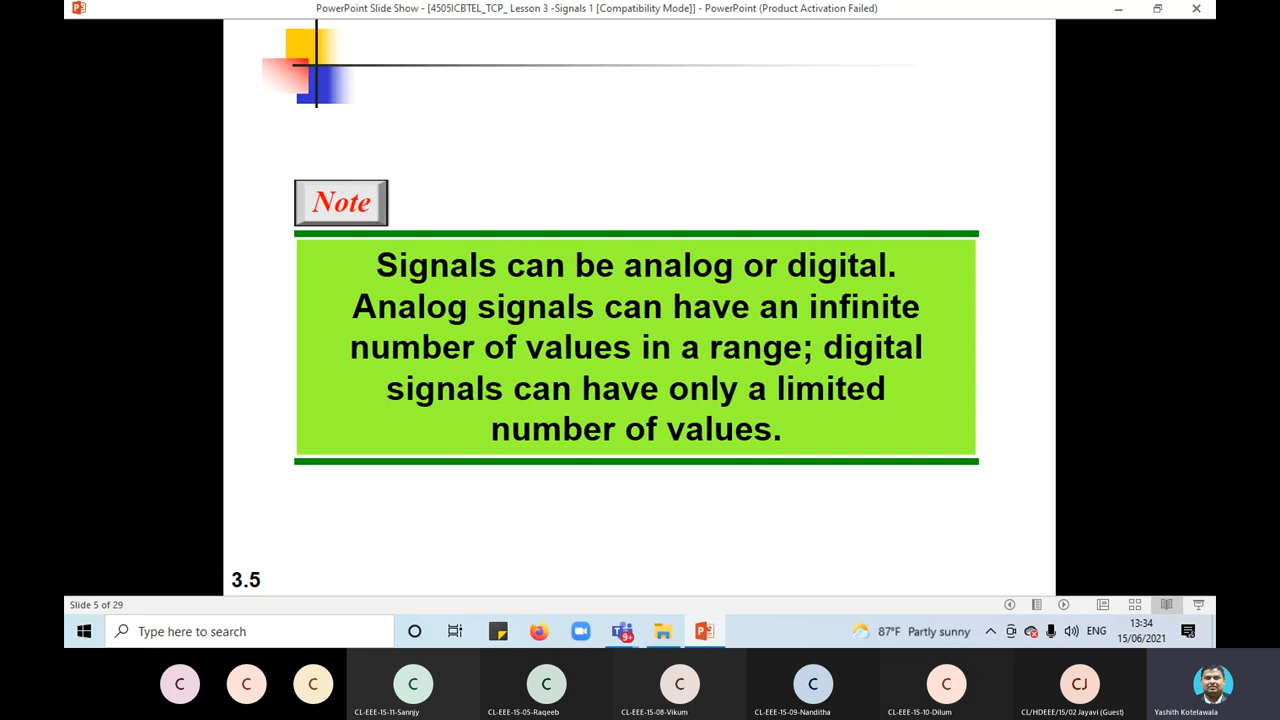 PowerPoint Slide Show - [4505ICBTEL_TCP_ Lesson 3 -Signals 1 [Compatibility Mode]] - PowerPoint (Product Activation Failed)
Note
Signals can be analog or digital.
Analog signals can have an infinite
number of values in a range; digital
signals can have only a limited
number of values.
3.5
Slide 5 of 29
Type here to search
9+
87°F Partly sunny
ENG
13:34
15/06/2021
C
C
C
C
C
C
C
C
CJ
CL-EEE-15-11-Sannjy
CL-EEE-15-05-Raqeeb
CL-EEE-15-08-Vikum
CL-EEE-15-09-Nanditha
CL-EEE-15-10-Dilum
CL/HDEEE/15/02 Jayavi (Guest)
Yashith Kotelawala